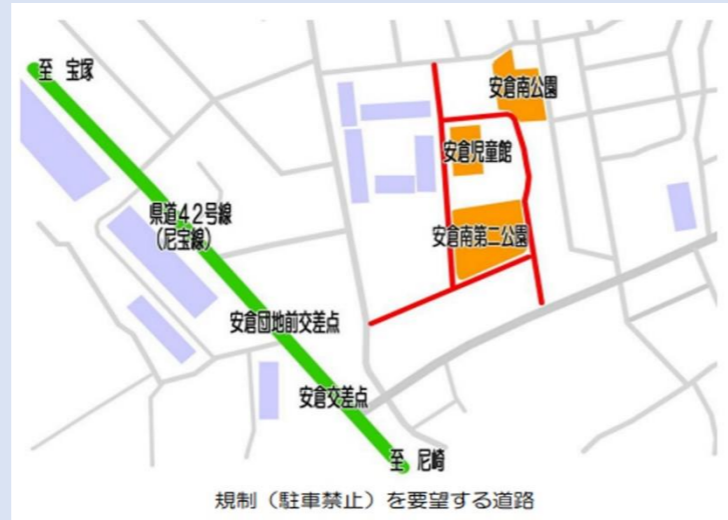 至 宝塚
安倉南公園
安倉児童館
県道42号線
(尼宝線)
安倉南第二公園
安倉団地前交差点
安倉交差点
至 尼崎
規制（駐車禁止）を要望する道路